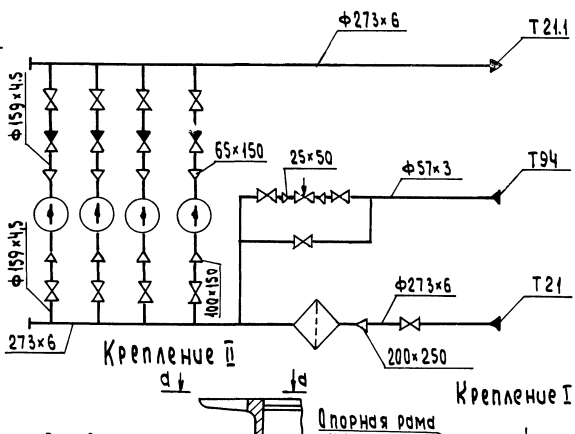 ф273×6
Т21.1
ф159×4.5
65×150
25×50
ф57×3
Т94
ф159×4,5
100×150
ф273×6
Т21
273×6
200×250
Крепление II
Крепление I
d
d
Опорная рама